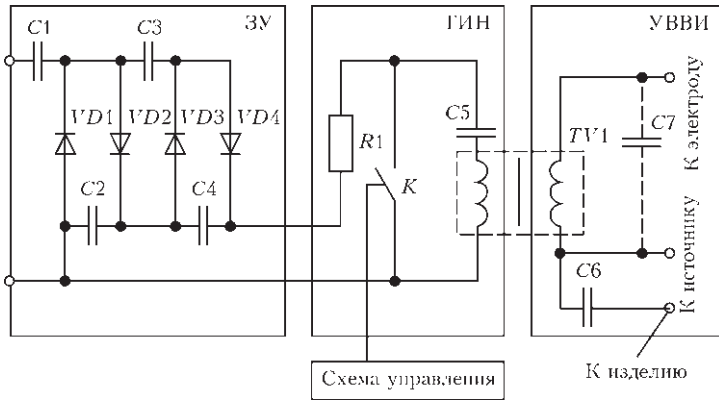 ЗУ
ГИН
УВВИ
C1
C3
VD1
VD2
VD3
VD4
C2
C4
R1
K
C5
TV1
C7
C6
К электроду
К источнику
К изделию
Схема управления